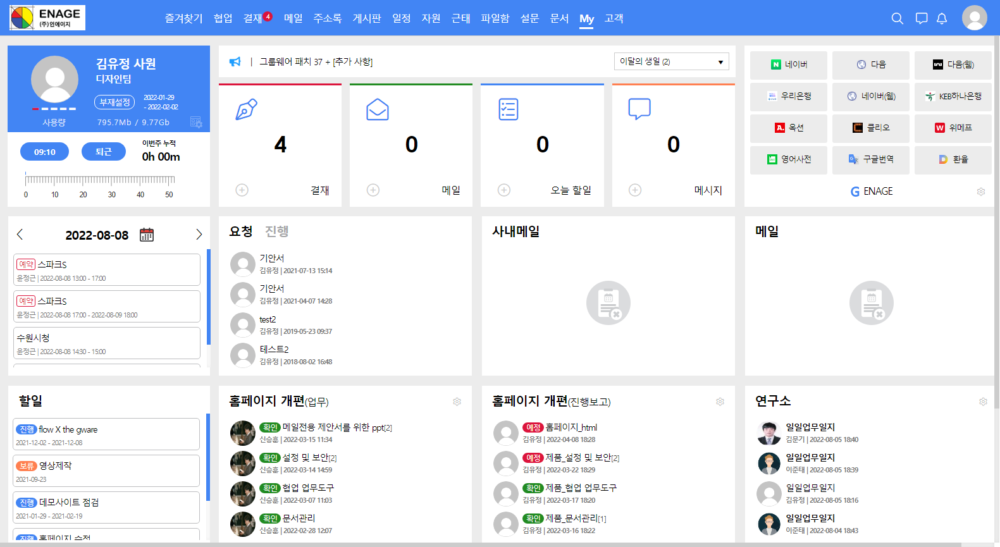 ENAGE
(주)인에이지
즐겨찾기 협업 결재 4 메일 주소록 게시판 일정 자원 근태 파일함 설문 문서 My 고객
김유정 사원
디자인팀
부재설정 2022-01-29
- 2022-02-02
사용량 795.7Mb / 9.77Gb
09:10 퇴근 이번주 누적
0h 00m
0 10 20 30 40 50
그룹웨어 패치 37 + [추가 사항]
이달의 생일 (2)
4
결재
0
메일
0
오늘 할일
0
메시지
네이버 다음 다음(웹)
우리은행 네이버(웹) KEB하나은행
옥션 클리오 위메프
영어사전 구글번역 환율
G ENAGE
2022-08-08
예약 스파크S
윤정근 | 2022-08-08 13:00 - 17:00
예약 스파크S
윤정근 | 2022-08-08 17:00 - 2022-08-09 18:00
수원시청
윤정근 | 2022-08-08 14:30 - 15:00
요청 진행
기안서
김유정 | 2021-07-13 15:14
기안서
김유정 | 2021-04-07 14:28
test2
김유정 | 2019-05-23 09:37
테스트2
김유정 | 2018-08-02 16:48
사내메일
메일
할일
진행 flow X the gware
2021-12-02 - 2021-12-08
보류 영상제작
2021-09-23
진행 데모사이트 점검
2021-01-29 - 2021-02-19
진행 홈페이지 수정
홈페이지 개편(업무)
확인 메일전용 제안서를 위한 ppt[2]
신승훈 | 2022-03-15 11:34
확인 설정 및 보안[2]
신승훈 | 2022-03-14 14:59
확인 협업 업무도구
신승훈 | 2022-03-07 11:03
확인 문서관리
신승훈 | 2022-02-28 12:07
홈페이지 개편(진행보고)
예정 홈페이지_html
김유정 | 2022-04-08 18:28
예정 제품_설정 및 보안[2]
김유정 | 2022-03-22 18:29
확인 제품_협업 업무도구
김유정 | 2022-03-17 18:20
확인 제품_문서관리[1]
김유정 | 2022-03-16 18:22
연구소
일일업무일지
김문기 | 2022-08-05 18:40
일일업무일지
이준태 | 2022-08-05 18:39
일일업무일지
김유정 | 2022-08-05 18:16
일일업무일지
이준태 | 2022-08-04 18:43